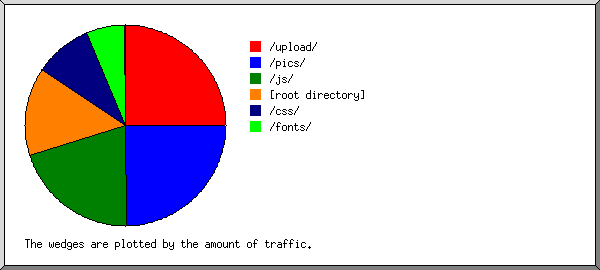 /upload/
/pics/
/js/
[root directory]
/css/
/fonts/
The wedges are plotted by the amount of traffic.